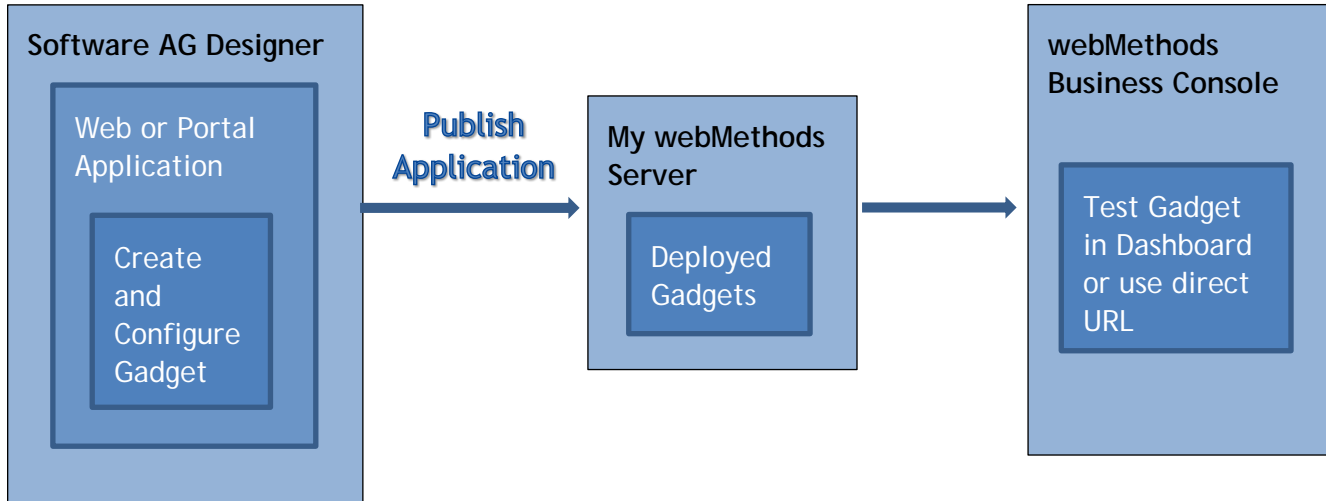 Software AG Designer
Web or Portal
Application
Create
and
Configure
Gadget
Publish
Application
My webMethods
Server
Deployed
Gadgets
webMethods
Business Console
Test Gadget
in Dashboard
or use direct
URL